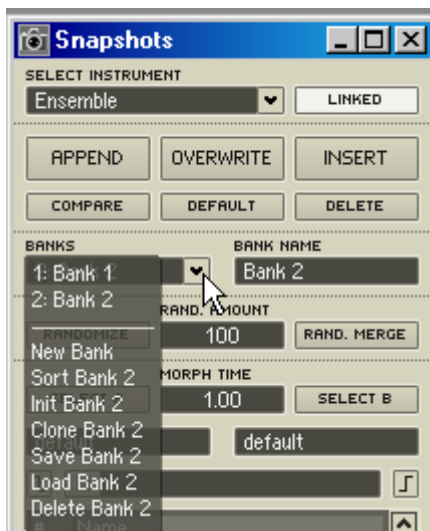 Snapshots
SELECT INSTRUMENT
Ensemble
LINKED
APPEND OVERWRITE INSERT
COMPARE DEFAULT DELETE
BANKS BANK NAME
1: Bank 1 Bank 2
2: Bank 2
RAND. AMOUNT
RANDOMIZE 100 RAND. MERGE
New Bank
MORPH TIME
Sort Bank 2
Init Bank 2 1.00 SELECT B
Clone Bank 2
Save Bank 2 default
Load Bank 2
Delete Bank 2
# Name